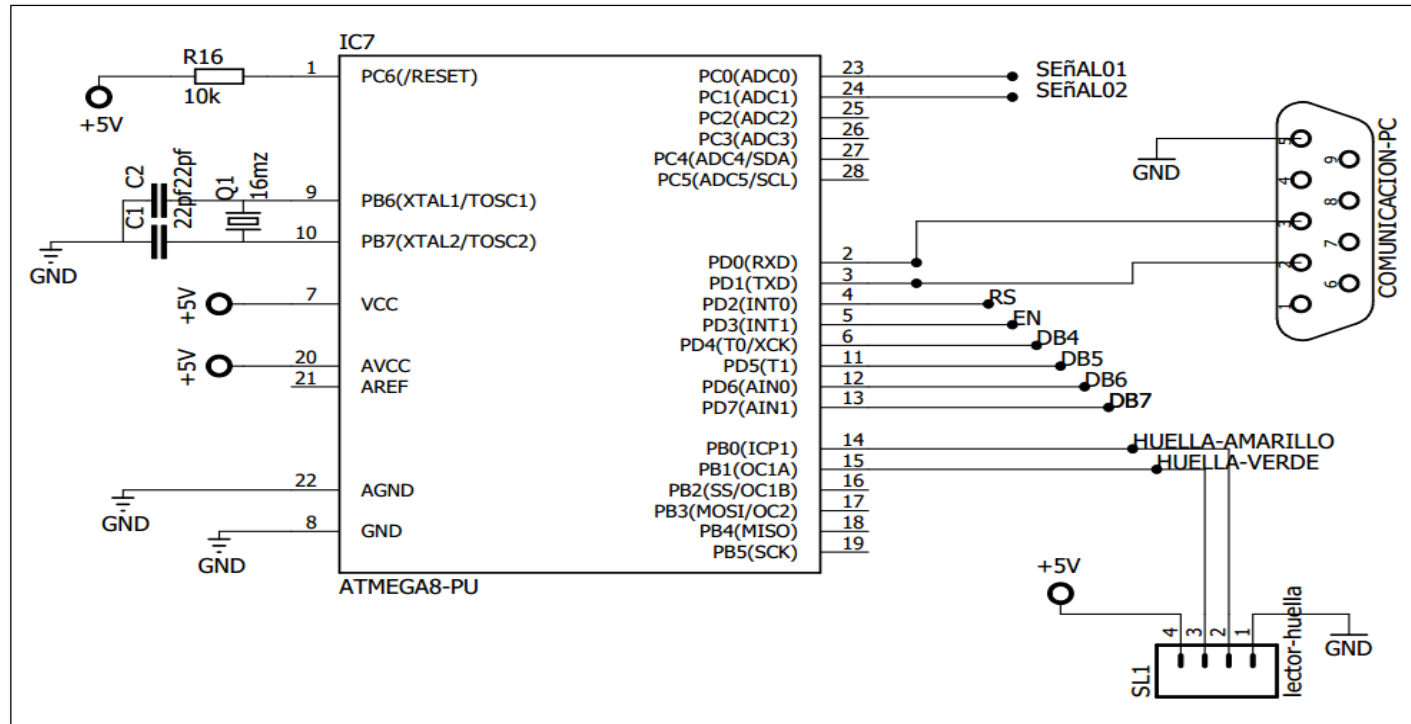 IC7
R16
10k
+5V
1
PC6(/RESET)
C2
22pf
C1
22pf
Q1
16mz
GND
9
PB6(XTAL1/TOSC1)
10
PB7(XTAL2/TOSC2)
+5V
7
VCC
+5V
20
AVCC
21
AREF
22
AGND
GND
8
GND
GND
ATMEGA8-PU
PC0(ADC0)
23
SEñAL01
PC1(ADC1)
24
SEñAL02
PC2(ADC2)
25
PC3(ADC3)
26
PC4(ADC4/SDA)
27
PC5(ADC5/SCL)
28
PD0(RXD)
2
PD1(TXD)
3
PD2(INT0)
4
RS
PD3(INT1)
5
EN
PD4(T0/XCK)
6
DB4
PD5(T1)
11
DB5
PD6(AIN0)
12
DB6
PD7(AIN1)
13
DB7
PB0(ICP1)
14
HUELLA-AMARILLO
PB1(OC1A)
15
HUELLA-VERDE
PB2(SS/OC1B)
16
PB3(MOSI/OC2)
17
PB4(MISO)
18
PB5(SCK)
19
GND
5
9
4
8
3
7
2
6
1
COMUNICACION-PC
+5V
4
3
2
1
GND
SL1
lector-huella